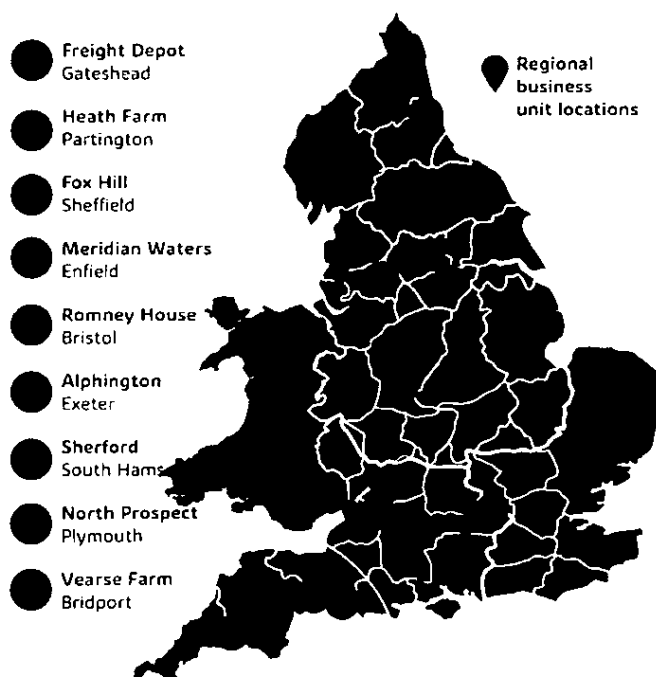 Freight Depot
Gateshead
Heath Farm
Partington
Fox Hill
Sheffield
Meridian Waters
Enfield
Romney House
Bristol
Alphington
Exeter
Sherford
South Hams
North Prospect
Plymouth
Vearse Farm
Bridport
Regional
business
unit locations